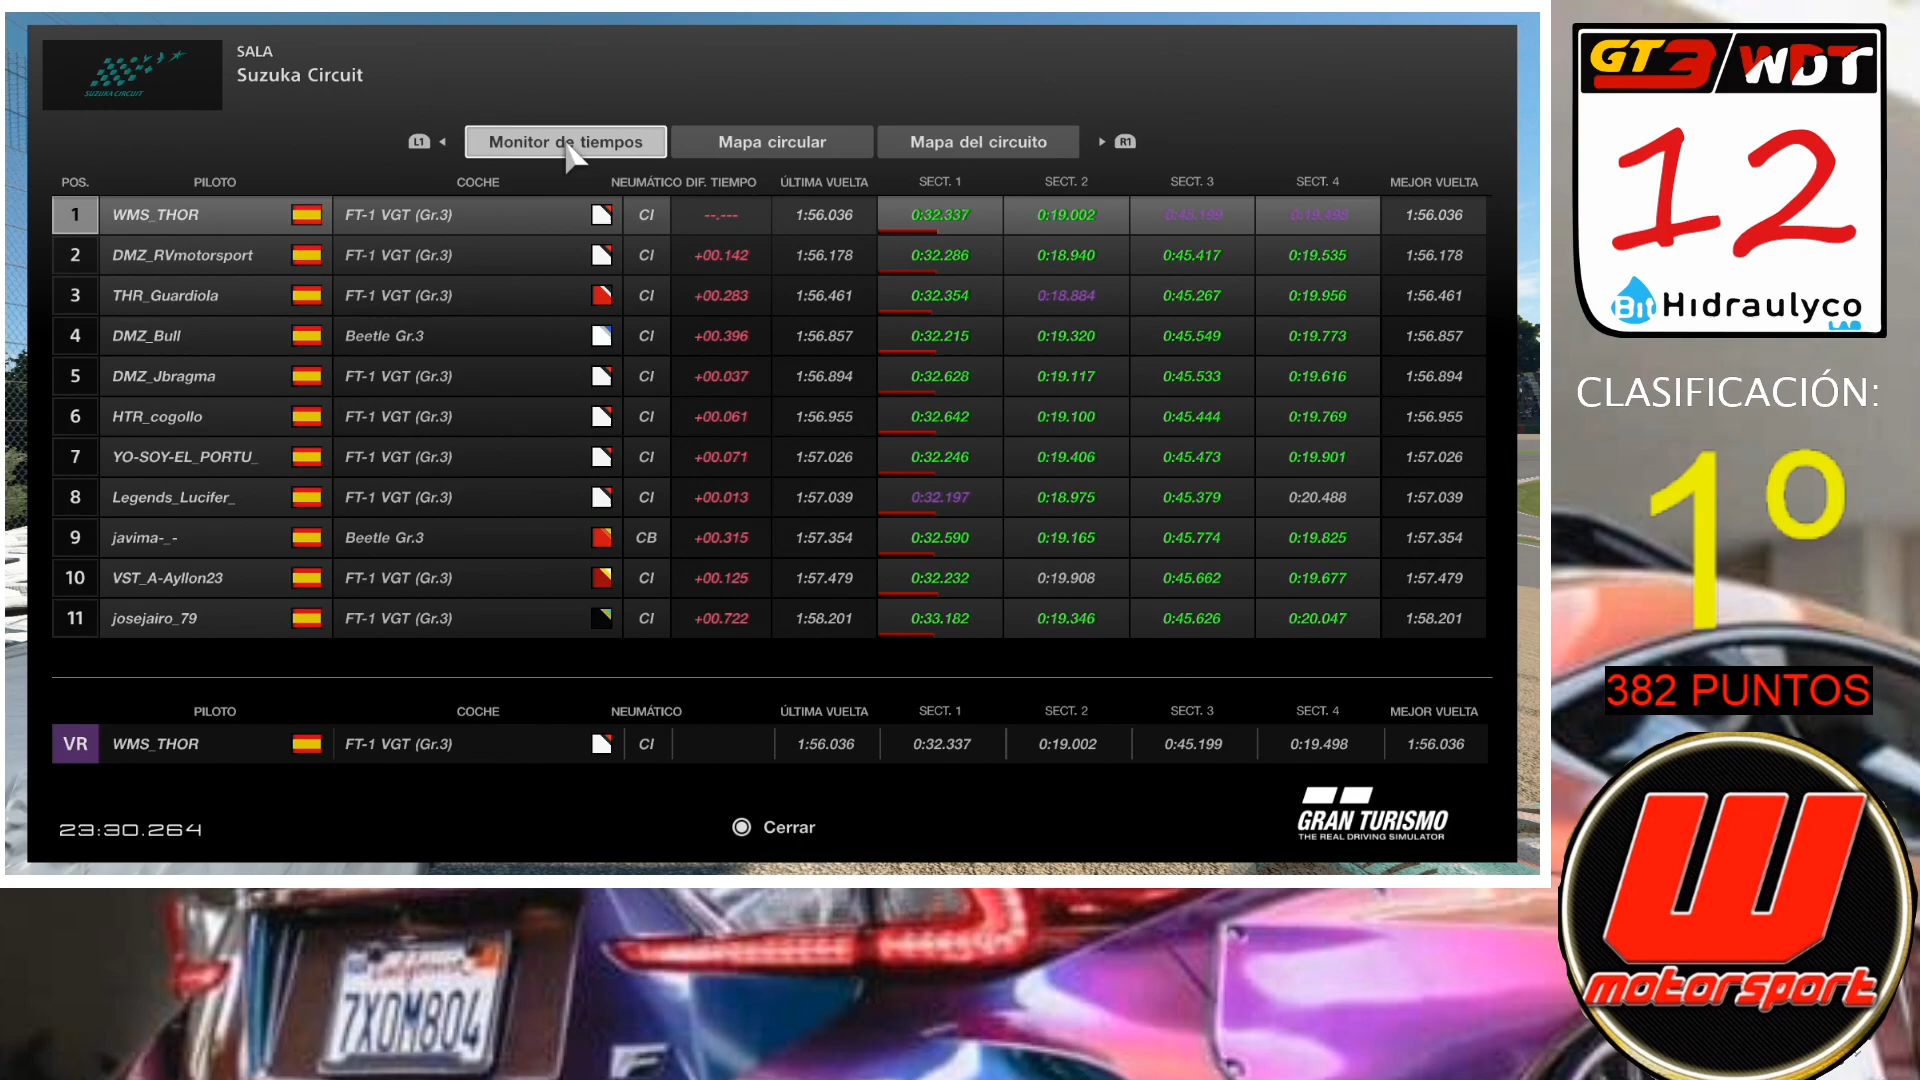 SALA
Suzuka Circuit
SUZUKA CIRCUIT
L1 Monitor de tiempos Mapa circular Mapa del circuito R1
POS. PILOTO COCHE NEUMÁTICO DIF. TIEMPO ÚLTIMA VUELTA SECT. 1 SECT. 2 SECT. 3 SECT. 4 MEJOR VUELTA
1 WMS_THOR FT-1 VGT (Gr.3) CI --.--- 1:56.036 0:32.337 0:19.002 0:45.199 0:19.498 1:56.036
2 DMZ_RVmotorsport FT-1 VGT (Gr.3) CI +00.142 1:56.178 0:32.286 0:18.940 0:45.417 0:19.535 1:56.178
3 THR_Guardiola FT-1 VGT (Gr.3) CI +00.283 1:56.461 0:32.354 0:18.884 0:45.267 0:19.956 1:56.461
4 DMZ_Bull Beetle Gr.3 CI +00.396 1:56.857 0:32.215 0:19.320 0:45.549 0:19.773 1:56.857
5 DMZ_Jbragma FT-1 VGT (Gr.3) CI +00.037 1:56.894 0:32.628 0:19.117 0:45.533 0:19.616 1:56.894
6 HTR_cogollo FT-1 VGT (Gr.3) CI +00.061 1:56.955 0:32.642 0:19.100 0:45.444 0:19.769 1:56.955
7 YO-SOY-EL_PORTU_ FT-1 VGT (Gr.3) CI +00.071 1:57.026 0:32.246 0:19.406 0:45.473 0:19.901 1:57.026
8 Legends_Lucifer_ FT-1 VGT (Gr.3) CI +00.013 1:57.039 0:32.197 0:18.975 0:45.379 0:20.488 1:57.039
9 javima-_- Beetle Gr.3 CB +00.315 1:57.354 0:32.590 0:19.165 0:45.774 0:19.825 1:57.354
10 VST_A-Ayllon23 FT-1 VGT (Gr.3) CI +00.125 1:57.479 0:32.232 0:19.908 0:45.662 0:19.677 1:57.479
11 josejairo_79 FT-1 VGT (Gr.3) CI +00.722 1:58.201 0:33.182 0:19.346 0:45.626 0:20.047 1:58.201
PILOTO COCHE NEUMÁTICO ÚLTIMA VUELTA SECT. 1 SECT. 2 SECT. 3 SECT. 4 MEJOR VUELTA
VR WMS_THOR FT-1 VGT (Gr.3) CI 1:56.036 0:32.337 0:19.002 0:45.199 0:19.498 1:56.036
23:30.264
Cerrar
GRAN TURISMO
THE REAL DRIVING SIMULATOR
GT3/WDT
12
Bit Hidraulyco
LAB
CLASIFICACIÓN:
1º
382 PUNTOS
W
motorsport
California
7XOM804